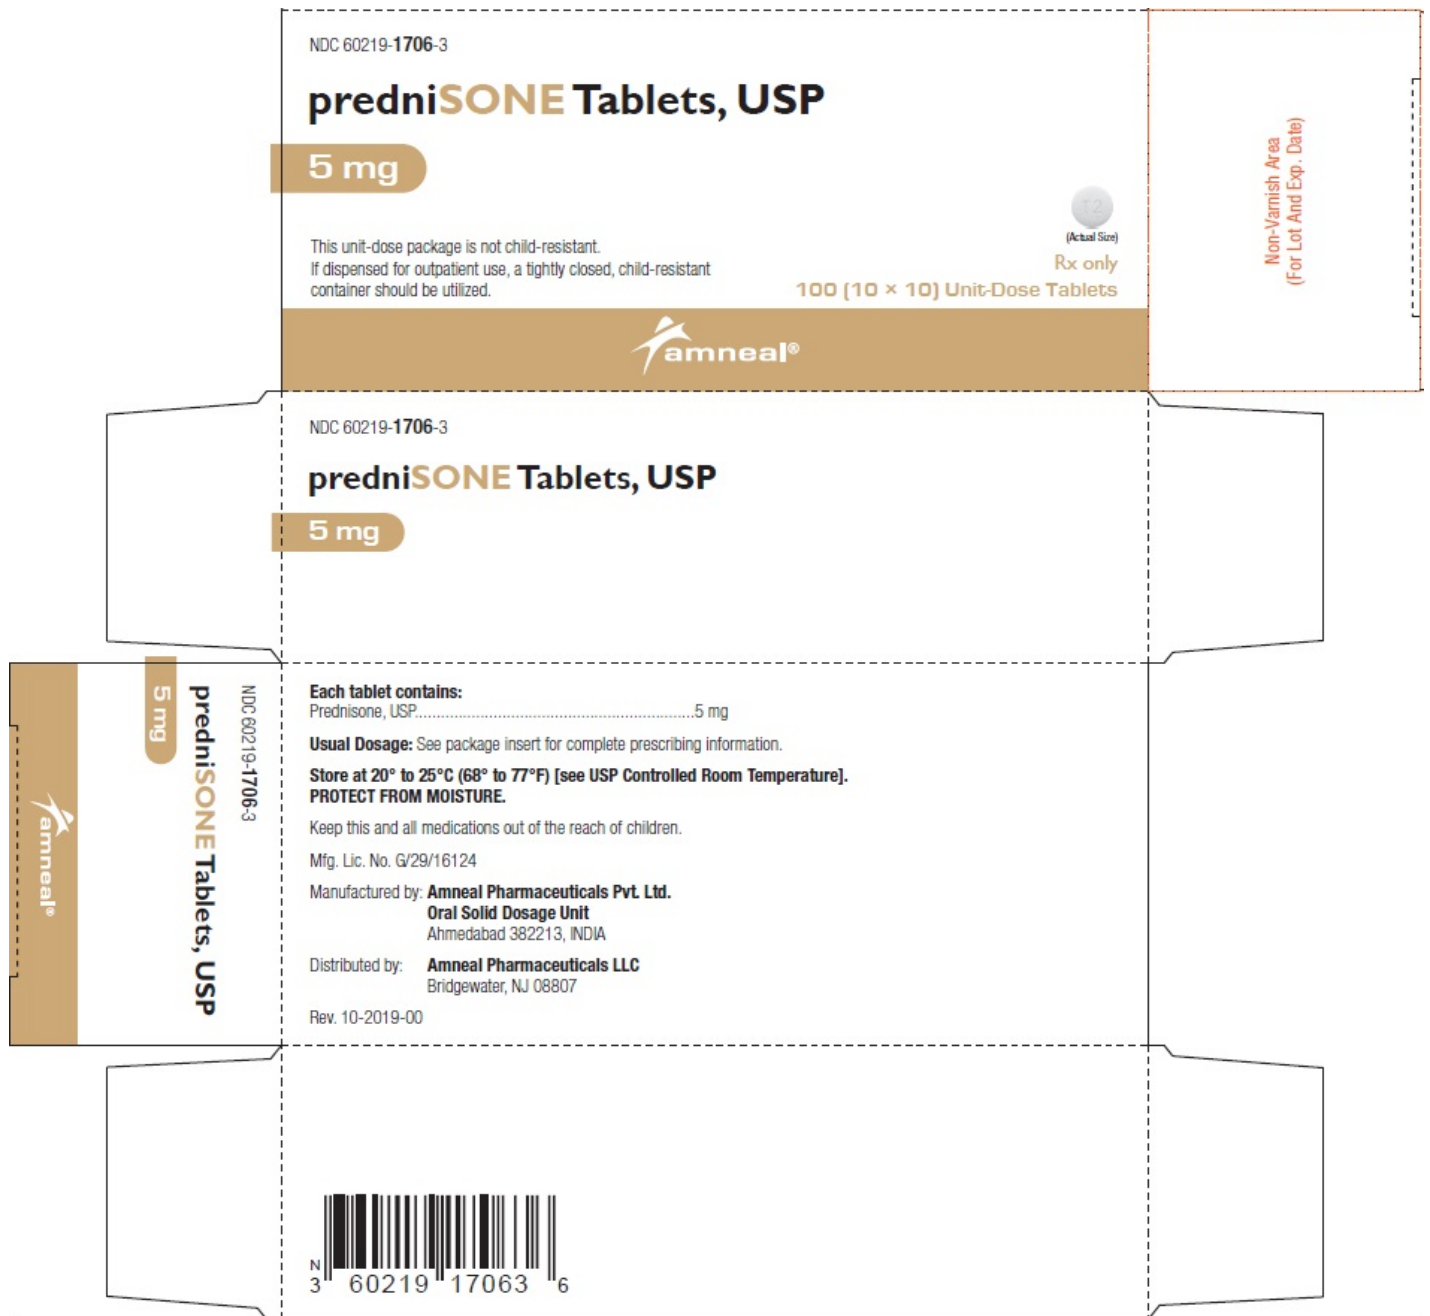 NDC 60219-1706-3
predniSONE Tablets, USP
5 mg
T2
(Actual Size)
This unit-dose package is not child-resistant.
If dispensed for outpatient use, a tightly closed, child-resistant
container should be utilized.
Rx only
100 (10 × 10) Unit-Dose Tablets
amneal®
Non-Varnish Area
(For Lot And Exp. Date)
NDC 60219-1706-3
predniSONE Tablets, USP
5 mg
NDC 60219-1706-3
predniSONE Tablets, USP
5 mg
amneal®
Each tablet contains:
Prednisone, USP................................................................5 mg
Usual Dosage: See package insert for complete prescribing information.
Store at 20° to 25°C (68° to 77°F) [see USP Controlled Room Temperature].
PROTECT FROM MOISTURE.
Keep this and all medications out of the reach of children.
Mfg. Lic. No. G/29/16124
Manufactured by: Amneal Pharmaceuticals Pvt. Ltd.
Oral Solid Dosage Unit
Ahmedabad 382213, INDIA
Distributed by: Amneal Pharmaceuticals LLC
Bridgewater, NJ 08807
Rev. 10-2019-00
N
3 60219 17063 6